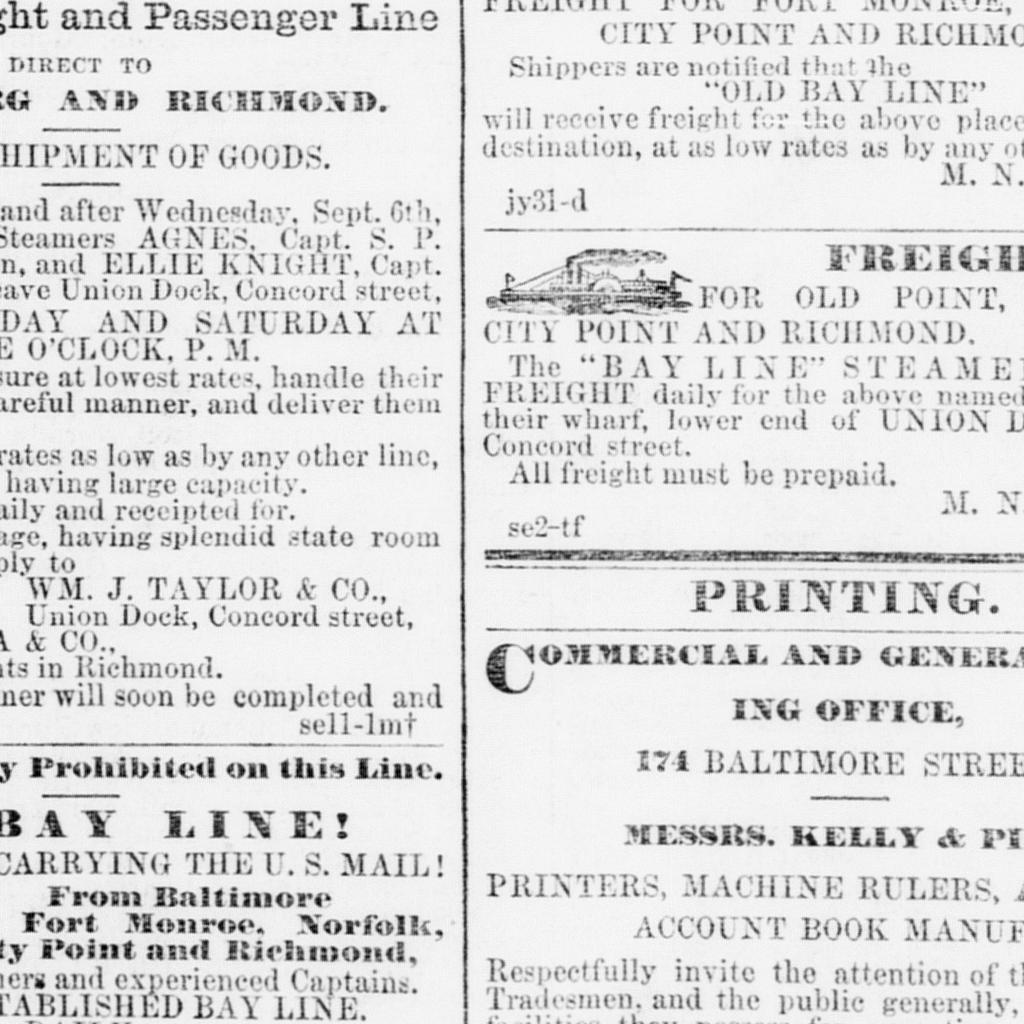 ght and Passenger Line
DIRECT TO
RG AND RICHMOND.
HIPMENT OF GOODS.
and after Wednesday, Sept. 6th,
Steamers AGNES, Capt. S. P.
n, and ELLIE KNIGHT, Capt.
eave Union Dock, Concord street,
DAY AND SATURDAY AT
E O'CLOCK, P. M.
sure at lowest rates, handle their
areful manner, and deliver them
rates as low as by any other line,
having large capacity.
aily and receipted for.
age, having splendid state room
ply to
WM. J. TAYLOR & CO.,
Union Dock, Concord street,
A & CO.,
nts in Richmond.
ner will soon be completed and
se11-1m†
y Prohibited on this Line.
BAY LINE!
CARRYING THE U. S. MAIL!
From Baltimore
Fort Monroe, Norfolk,
ty Point and Richmond,
ners and experienced Captains.
TABLISHED BAY LINE.
DAILY
FREIGHT FOR FORT MONROE,
CITY POINT AND RICHMO
Shippers are notified that the
"OLD BAY LINE"
will receive freight for the above place
destination, at as low rates as by any ot
M. N.
jy31-d
FREIGH
FOR OLD POINT,
CITY POINT AND RICHMOND.
The "BAY LINE" STEAME
FREIGHT daily for the above named
their wharf, lower end of UNION D
Concord street.
All freight must be prepaid.
M. N.
se2-tf
PRINTING.
COMMERCIAL AND GENERA
ING OFFICE,
174 BALTIMORE STREE
MESSRS. KELLY & PI
PRINTERS, MACHINE RULERS, A
ACCOUNT BOOK MANUF
Respectfully invite the attention of th
Tradesmen, and the public generally,